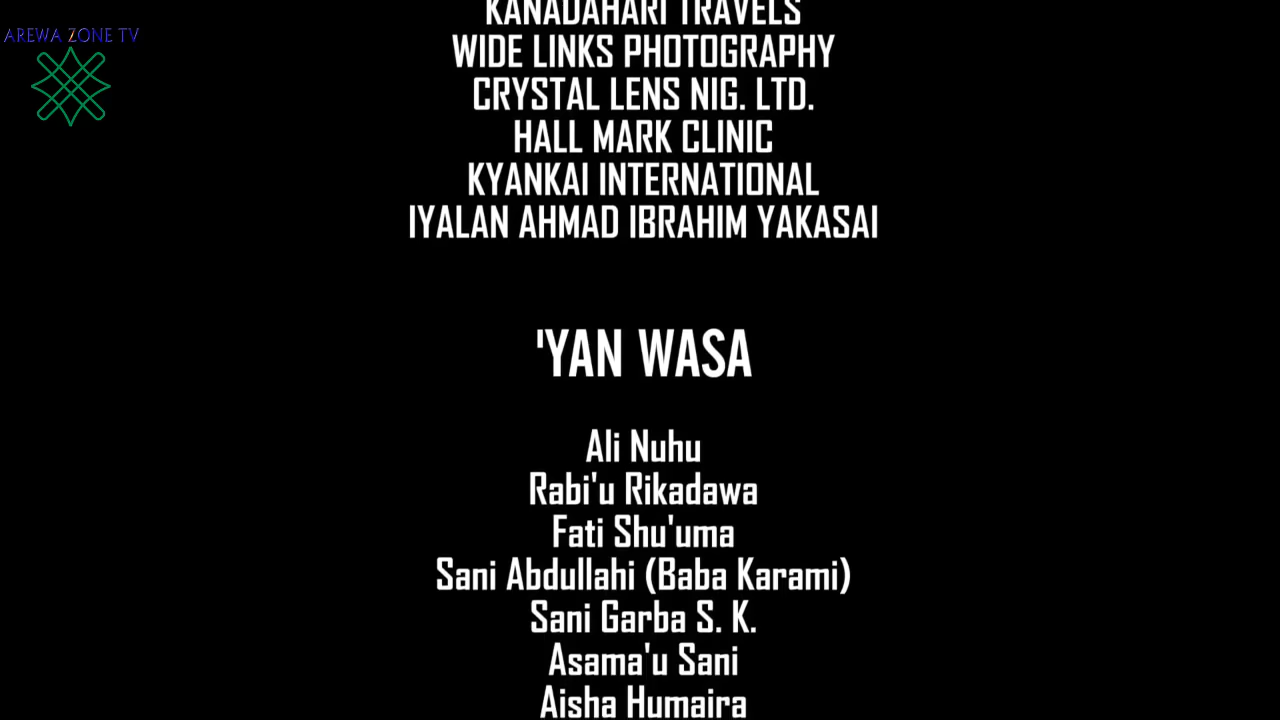 AREWA ZONE TV
KANADAHARI TRAVELS
WIDE LINKS PHOTOGRAPHY
CRYSTAL LENS NIG. LTD.
HALL MARK CLINIC
KYANKAI INTERNATIONAL
IYALAN AHMAD IBRAHIM YAKASAI
'YAN WASA
Ali Nuhu
Rabi'u Rikadawa
Fati Shu'uma
Sani Abdullahi (Baba Karami)
Sani Garba S. K.
Asama'u Sani
Aisha Humaira